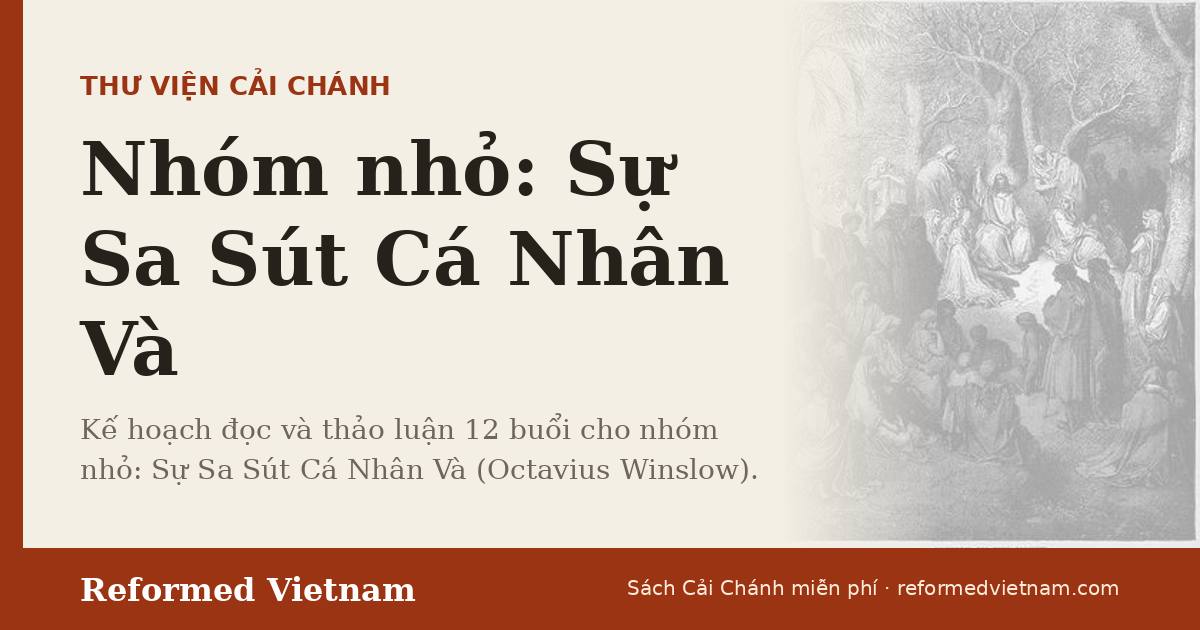 THƯ VIỆN CẢI CHÁNH
Nhóm nhỏ: Sự
Sa Sút Cá Nhân
Và
Kế hoạch đọc và thảo luận 12 buổi cho nhóm
nhỏ: Sự Sa Sút Cá Nhân Và (Octavius Winslow).
Reformed Vietnam
Sách Cải Chánh miễn phí · reformedvietnam.com